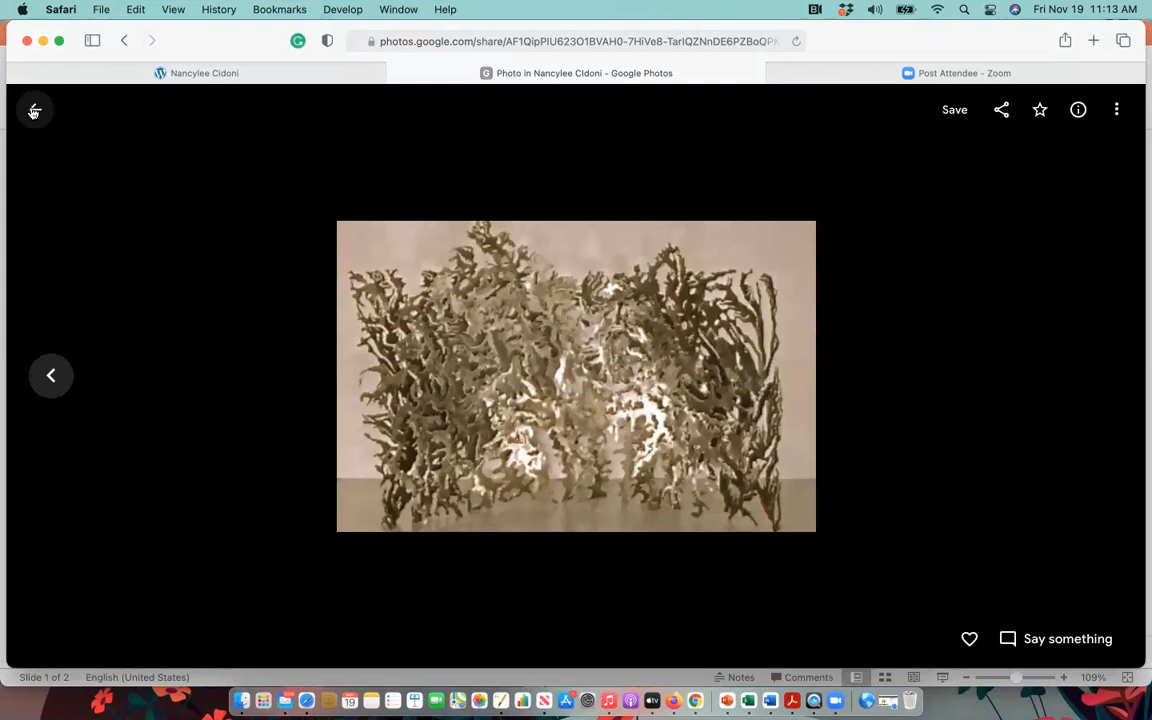 Safari File Edit View History Bookmarks Develop Window Help Fri Nov 19 11:13 AM
photos.google.com/share/AF1QipPIU623O1BVAH0-7HiVe8-TarIQZNnDE6PZBoQPK
Nancylee Cidoni
G Photo in Nancylee CIdoni - Google Photos
Post Attendee - Zoom
Save
Say something
Slide 1 of 2 English (United States) Notes Comments 109%